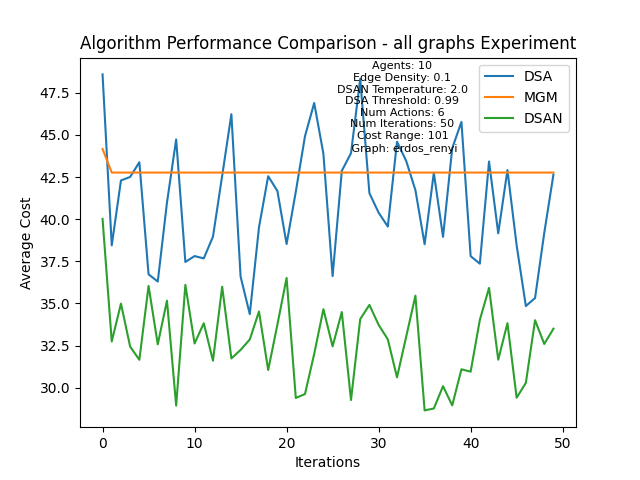 Algorithm Performance Comparison - all graphs Experiment
Agents: 10
Edge Density: 0.1
DSAN Temperature: 2.0
DSA Threshold: 0.99
Num Actions: 6
Num Iterations: 50
Cost Range: 101
Graph: erdos_renyi
DSA
MGM
DSAN
Average Cost
47.5
45.0
42.5
40.0
37.5
35.0
32.5
30.0
0 10 20 30 40 50
Iterations